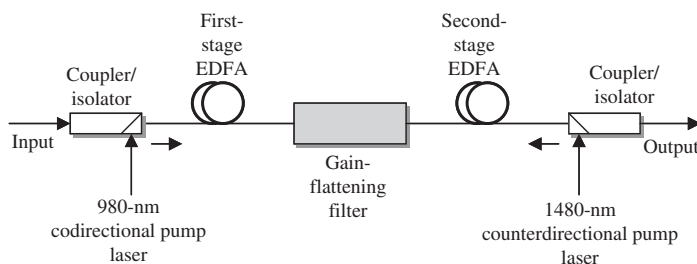 First-
stage
EDFA
Second-
stage
EDFA
Coupler/
isolator
Coupler/
isolator
Input
Output
Gain-
flattening
filter
980-nm
codirectional pump
laser
1480-nm
counterdirectional pump
laser